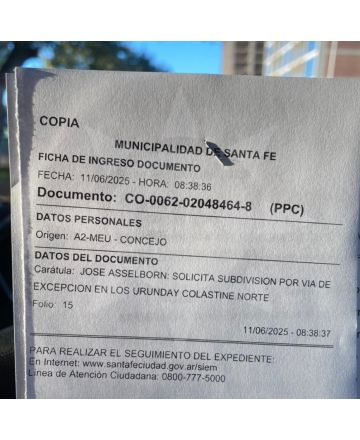 COPIA
MUNICIPALIDAD DE SANTA FE
FICHA DE INGRESO DOCUMENTO
FECHA: 11/06/2025 - HORA: 08:38:36
Documento: CO-0062-02048464-8 (PPC)
DATOS PERSONALES
Origen: A2-MEU - CONCEJO
DATOS DEL DOCUMENTO
Carátula: JOSE ASSELBORN: SOLICITA SUBDIVISION POR VIA DE
EXCEPCION EN LOS URUNDAY COLASTINE NORTE
Folio: 15
11/06/2025 - 08:38:37
PARA REALIZAR EL SEGUIMIENTO DEL EXPEDIENTE:
En Internet: www.santafeciudad.gov.ar/siem
Línea de Atención Ciudadana: 0800-777-5000